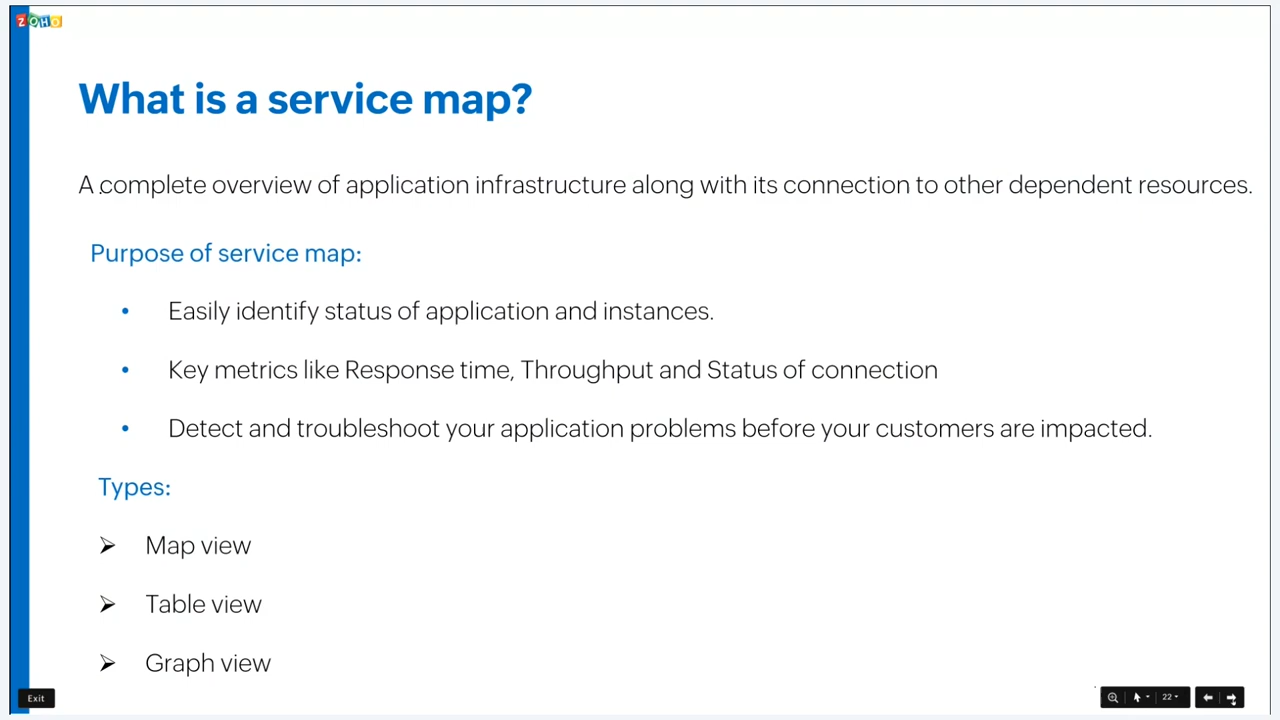 ZOHO
What is a service map?
A complete overview of application infrastructure along with its connection to other dependent resources.
Purpose of service map:
• Easily identify status of application and instances.
• Key metrics like Response time, Throughput and Status of connection
• Detect and troubleshoot your application problems before your customers are impacted.
Types:
➢ Map view
➢ Table view
➢ Graph view
Exit
22